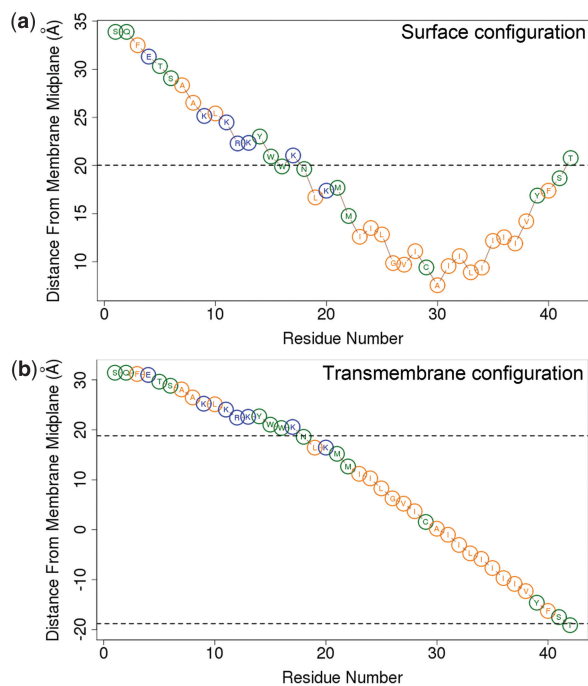 (a)
Surface configuration
Distance From Membrane Midplane (Å)
35
30
25
20
15
10
S Q F E T S A A K L K R K Y W W K N L K M M I I L G V I C A I I L I I I I V Y F S T
0 10 20 30 40
Residue Number
(b)
Transmembrane configuration
Distance From Membrane Midplane (Å)
30
20
10
0
-10
-20
S Q F E T S A A K L K R K Y W W K N L K M M I I L G V I C A I I L I I I I V Y F S T
0 10 20 30 40
Residue Number